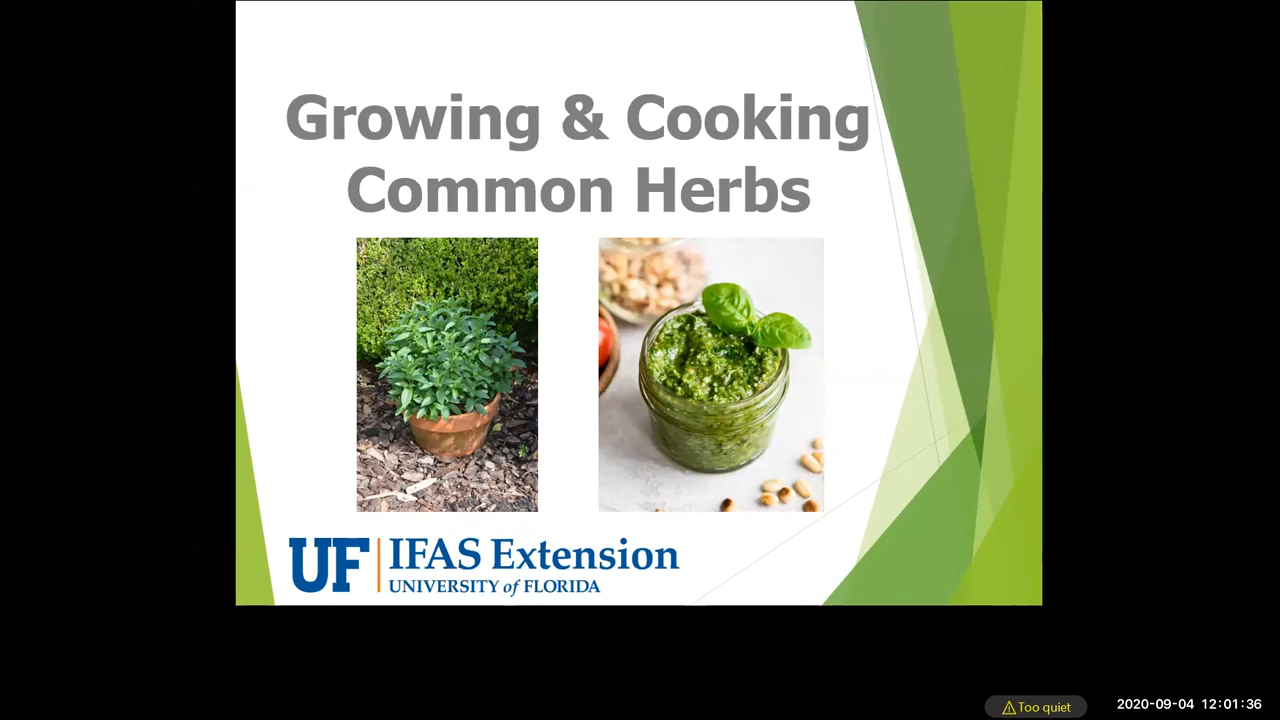 Growing & Cooking
Common Herbs
UF IFAS Extension
UNIVERSITY of FLORIDA
Too quiet
2020-09-04 12:01:36